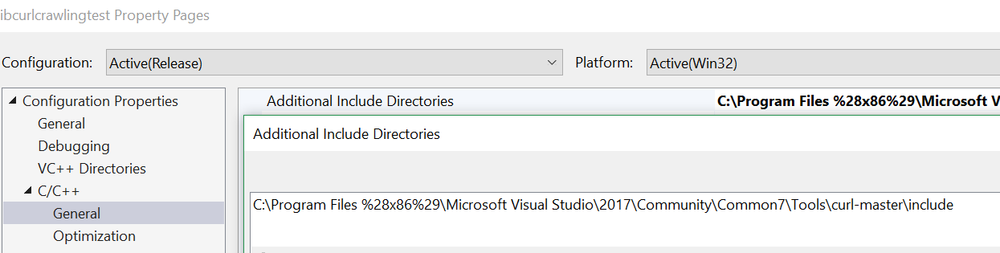 ibcurlcrawlingtest Property Pages
Configuration: Active(Release) Platform: Active(Win32)
Configuration Properties
General
Debugging
VC++ Directories
C/C++
General
Optimization
Additional Include Directories C:\Program Files %28x86%29\Microsoft V
Additional Include Directories
C:\Program Files %28x86%29\Microsoft Visual Studio\2017\Community\Common7\Tools\curl-master\include